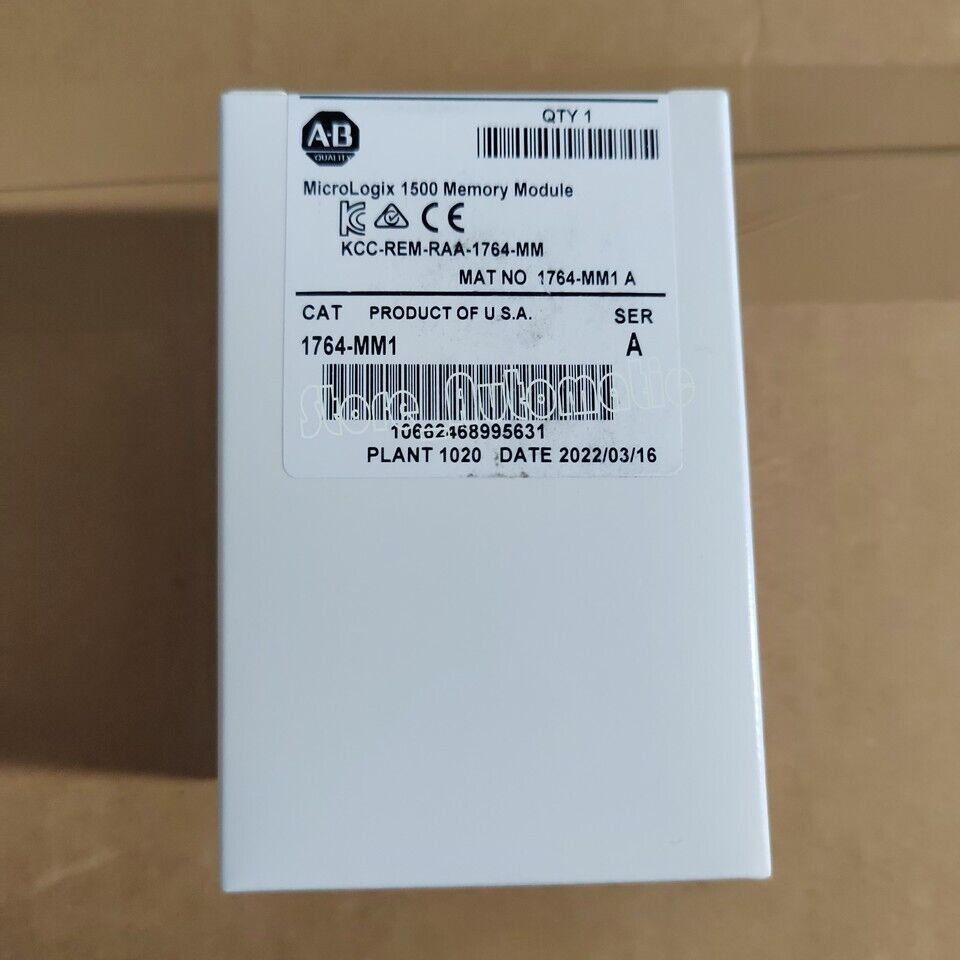 A·B
QUALITY
QTY 1
MicroLogix 1500 Memory Module
CE
KCC-REM-RAA-1764-MM
MAT NO 1764-MM1 A
CAT PRODUCT OF U.S.A. SER
1764-MM1 A
Store Automatic
10662468995631
PLANT 1020 DATE 2022/03/16